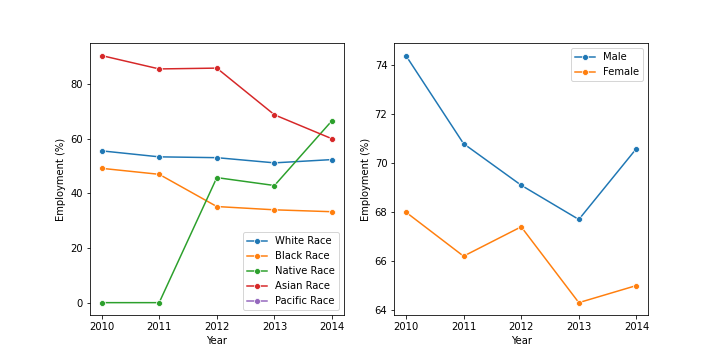 80
60
40
20
0
Employment (%)
2010 2011 2012 2013 2014
Year
White Race
Black Race
Native Race
Asian Race
Pacific Race
74
72
70
68
66
64
Employment (%)
2010 2011 2012 2013 2014
Year
Male
Female